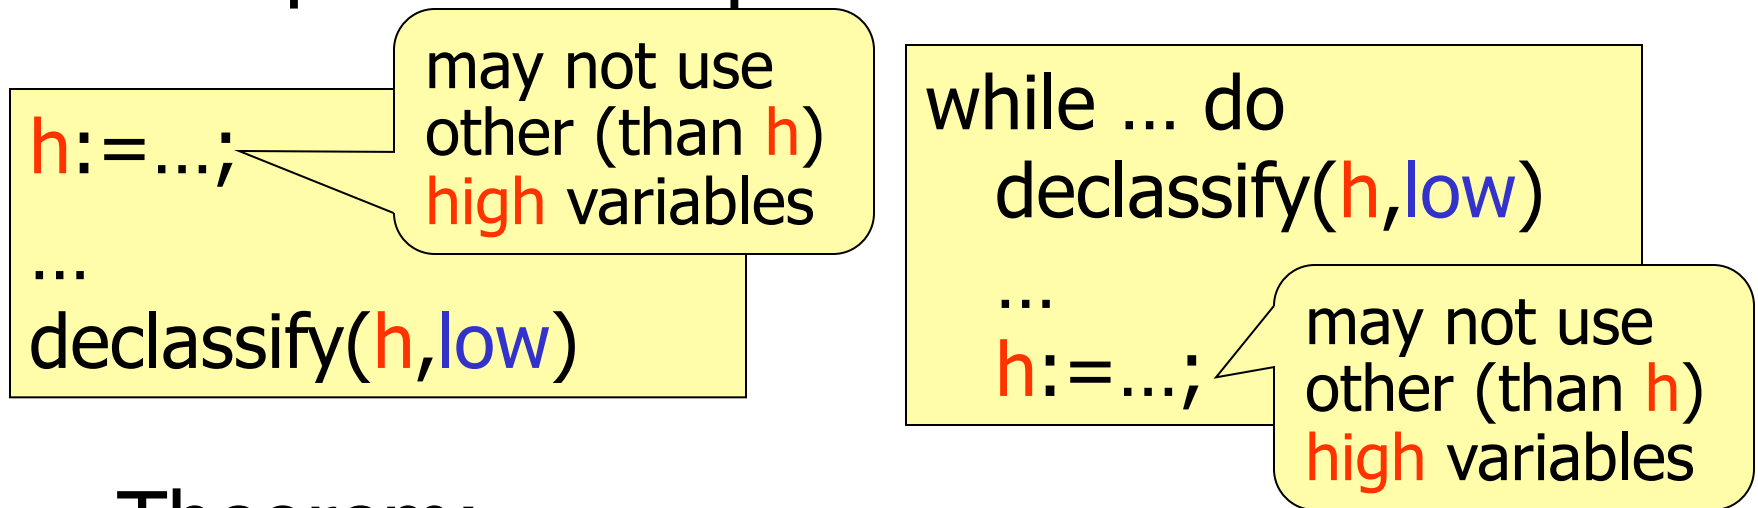 may not use
other (than h)
high variables
h:=...;
...
declassify(h,low)
while ... do
declassify(h,low)
...
h:=...;
may not use
other (than h)
high variables
Theorem: